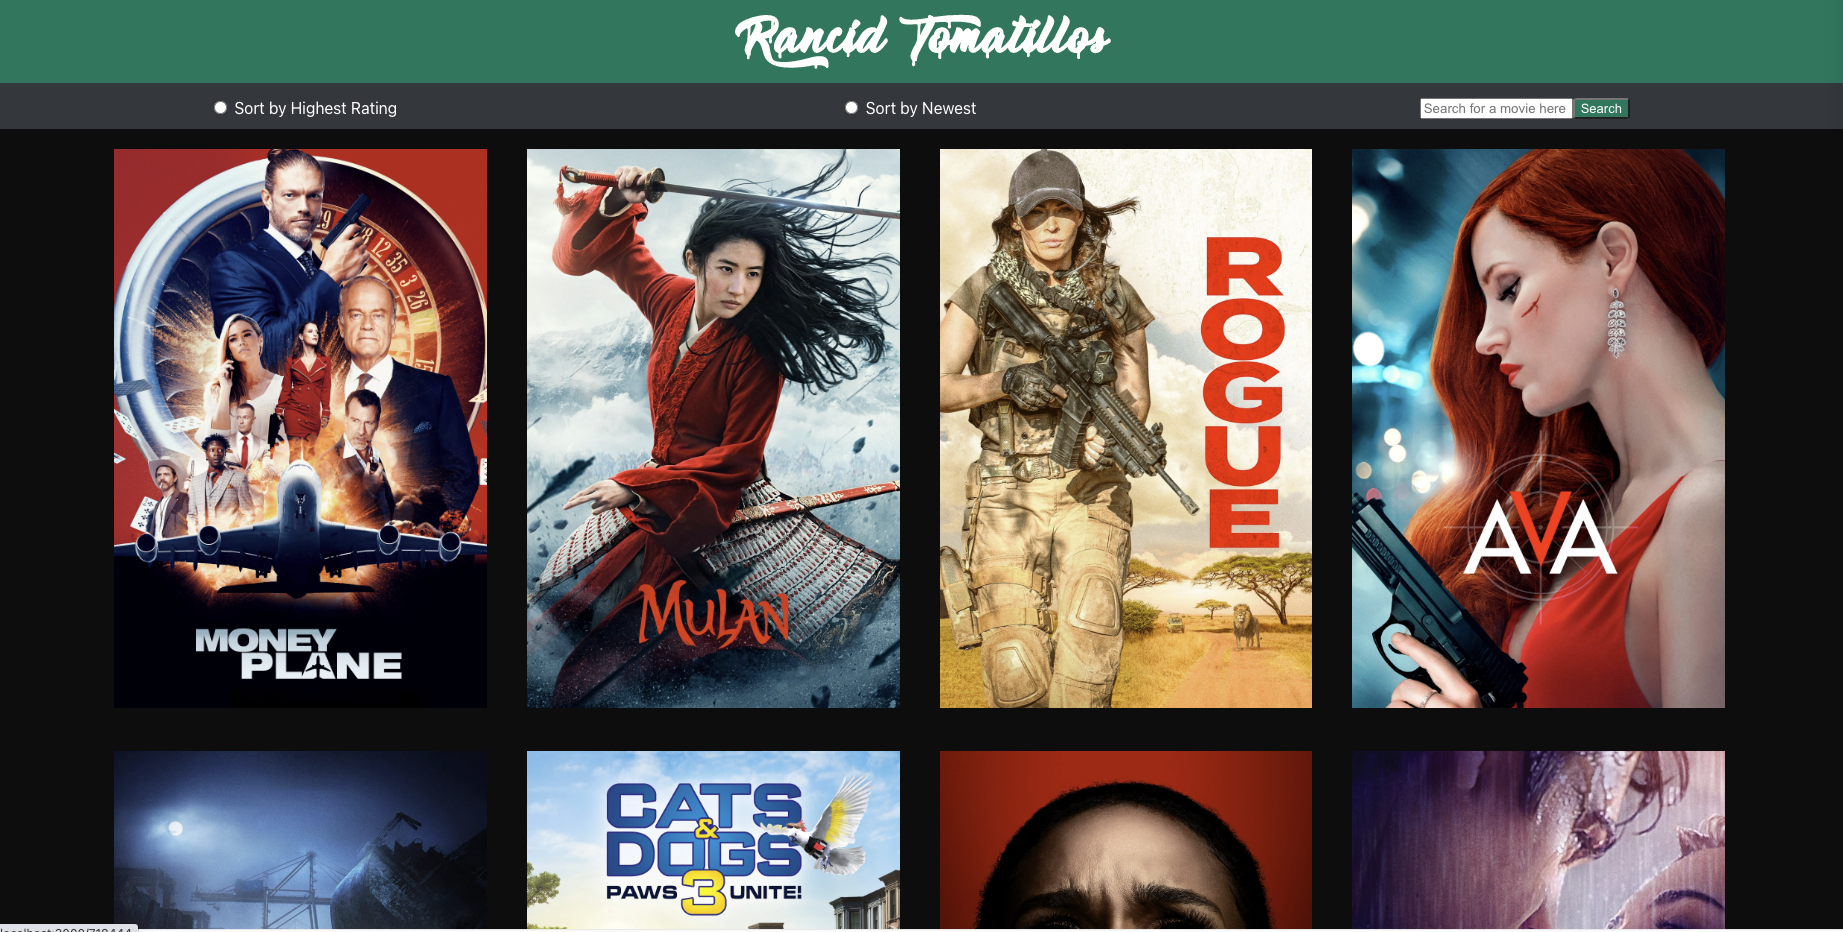 Rancid Tomatillos
Sort by Highest Rating
Sort by Newest
Search for a movie here
Search
MONEY
PLANE
MULAN
ROGUE
AVA
CATS
&
DOGS
3
PAWS UNITE!